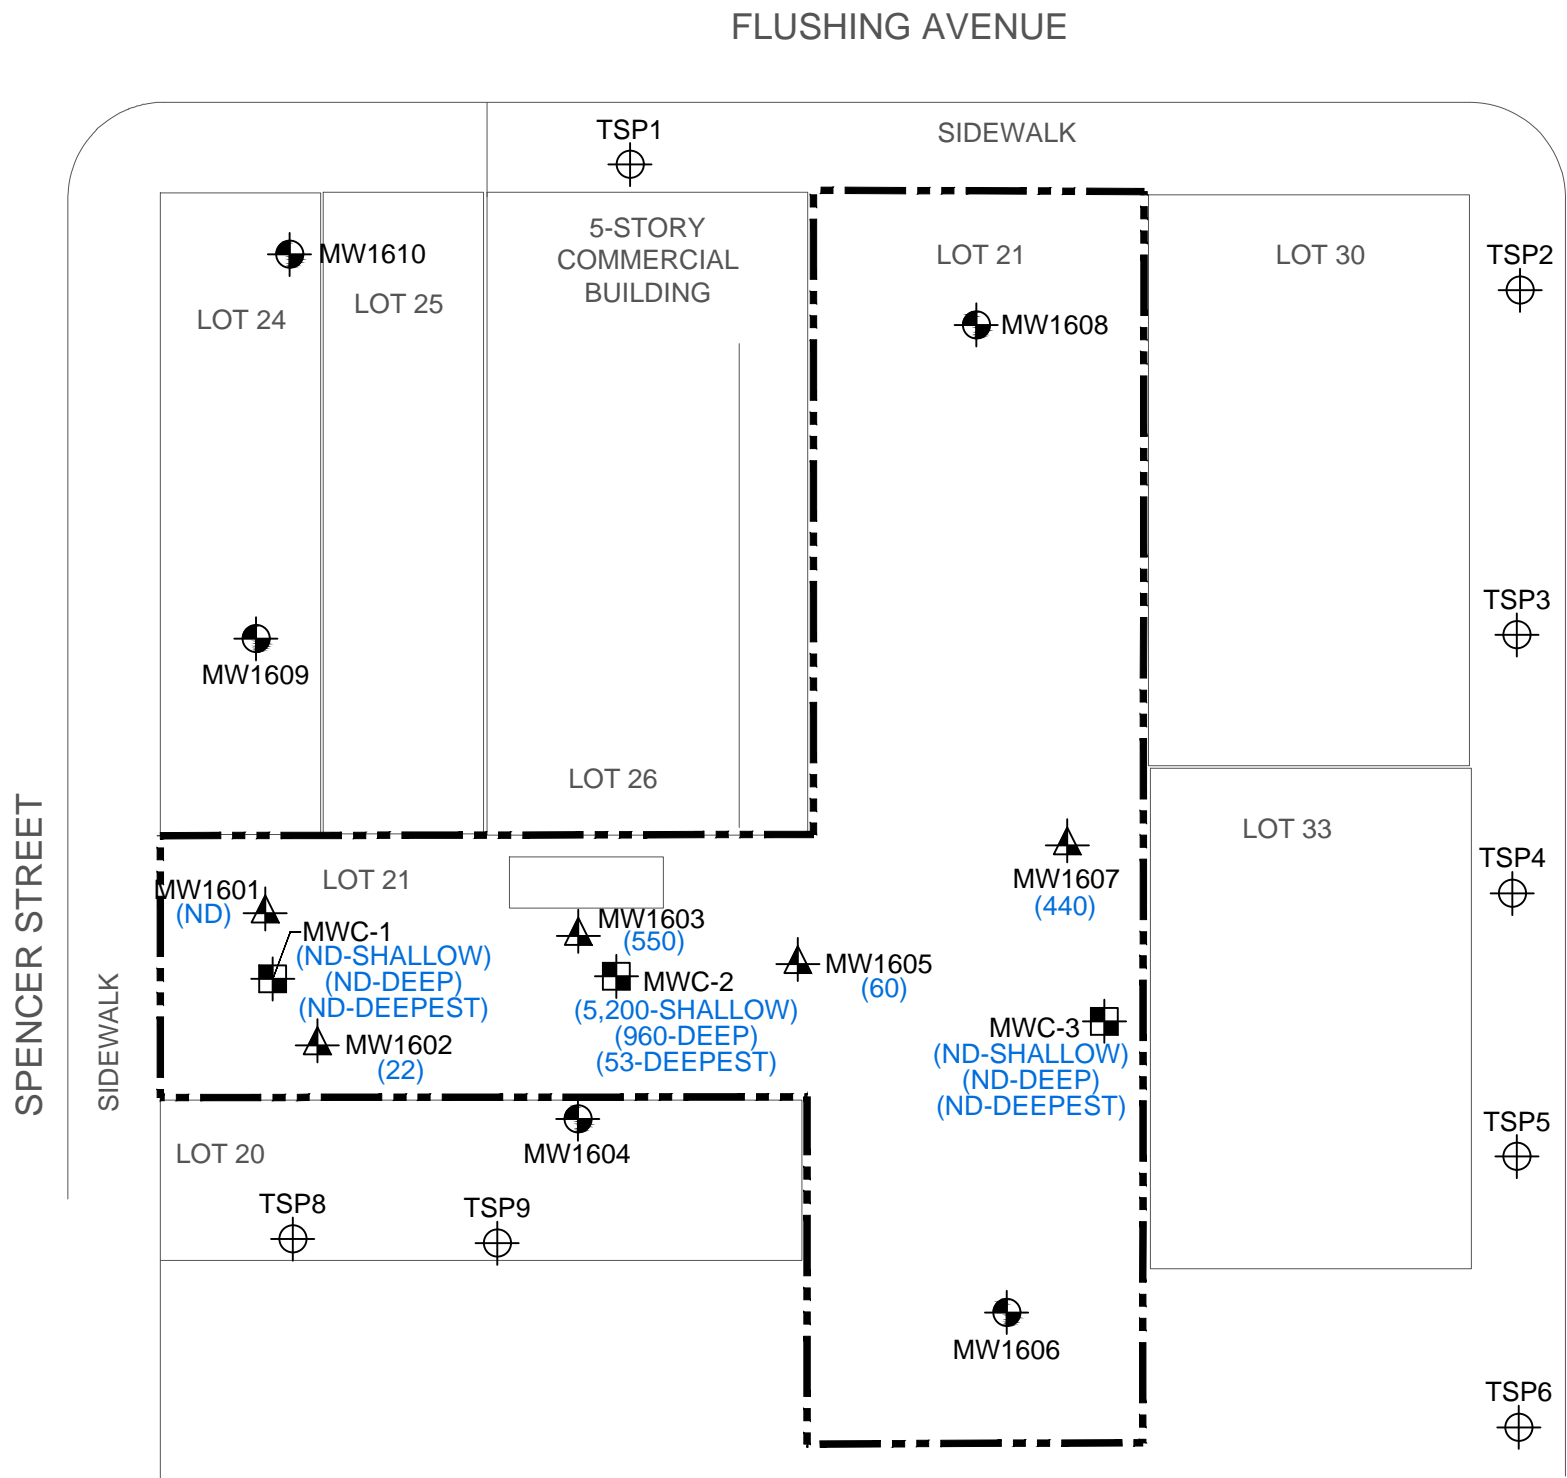 FLUSHING AVENUE
TSP1
SIDEWALK
5-STORY
COMMERCIAL
BUILDING
MW1610
LOT 21
LOT 30
TSP2
LOT 25
LOT 24
MW1608
TSP3
MW1609
LOT 26
LOT 33
TSP4
LOT 21
MW1607
(440)
MW1601
(ND)
MW1603
(550)
MWC-1
(ND-SHALLOW)
(ND-DEEP)
(ND-DEEPEST)
MW1605
(60)
MWC-2
(5,200-SHALLOW)
(960-DEEP)
(53-DEEPEST)
MWC-3
(ND-SHALLOW)
(ND-DEEP)
(ND-DEEPEST)
MW1602
(22)
SPENCER STREET
SIDEWALK
TSP5
LOT 20
MW1604
TSP8
TSP9
MW1606
TSP6